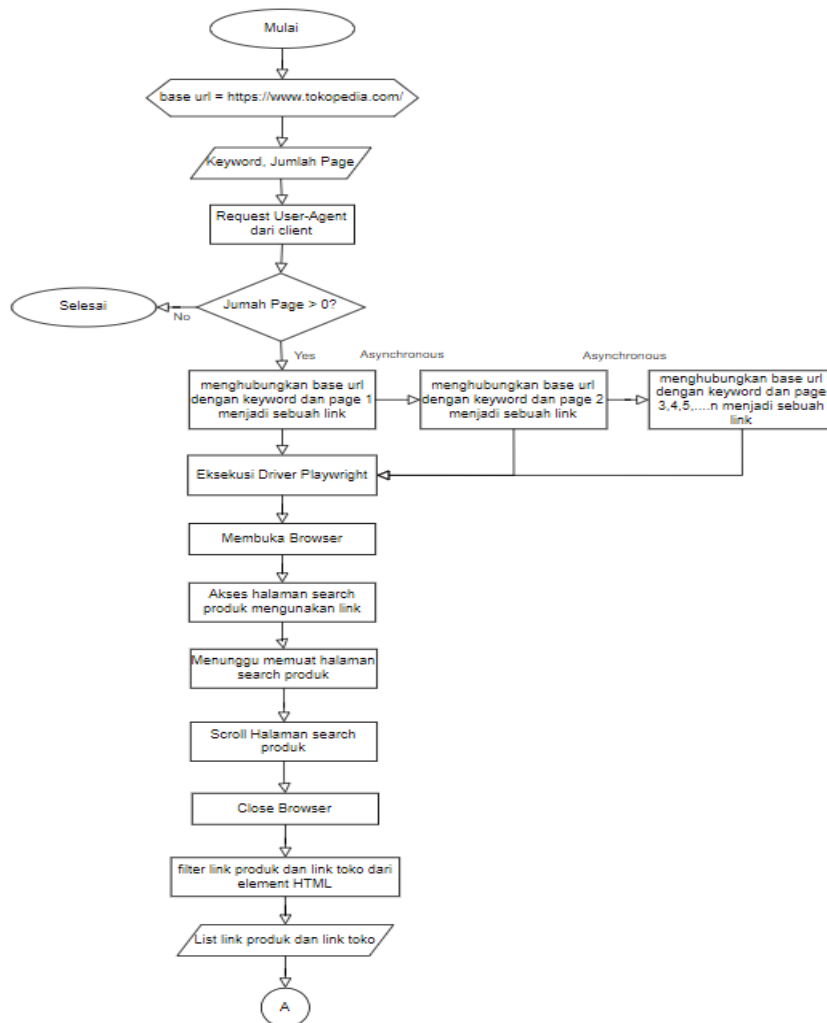 Mulai
base url = https://www.tokopedia.com/
Keyword, Jumlah Page
Request User-Agent
dari client
Jumah Page > 0?
Selesai
No
Yes
Asynchronous
Asynchronous
menghubungkan base url
dengan keyword dan page 1
menjadi sebuah link
menghubungkan base url
dengan keyword dan page 2
menjadi sebuah link
menghubungkan base url
dengan keyword dan page
3,4,5,....n menjadi sebuah
link
Eksekusi Driver Playwright
Membuka Browser
Akses halaman search
produk mengunakan link
Menunggu memuat halaman
search produk
Scroll Halaman search
produk
Close Browser
filter link produk dan link toko dari
element HTML
List link produk dan link toko
A